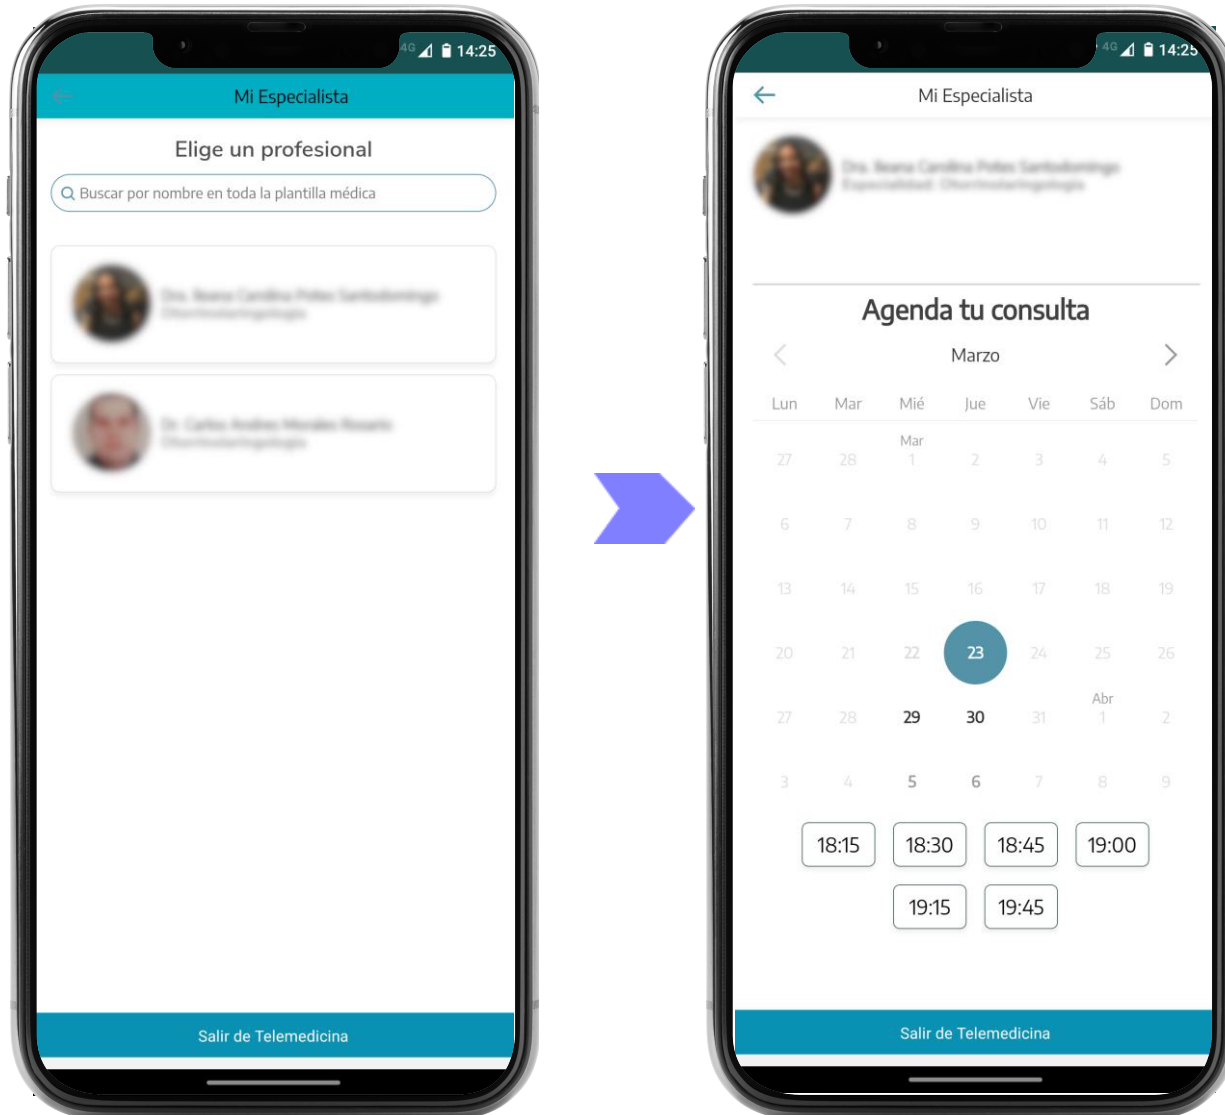 4G 14:25
Mi Especialista
Elige un profesional
Buscar por nombre en toda la plantilla médica
4G 14:25
Mi Especialista
Agenda tu consulta
Marzo
Lun Mar Mié Jue Vie Sáb Dom
Mar
27 28 1 2 3 4 5
6 7 8 9 10 11 12
13 14 15 16 17 18 19
20 21 22 23 24 25 26
Abr
27 28 29 30 31 1 2
3 4 5 6 7 8 9
18:15 18:30 18:45 19:00
19:15 19:45
Salir de Telemedicina
Salir de Telemedicina